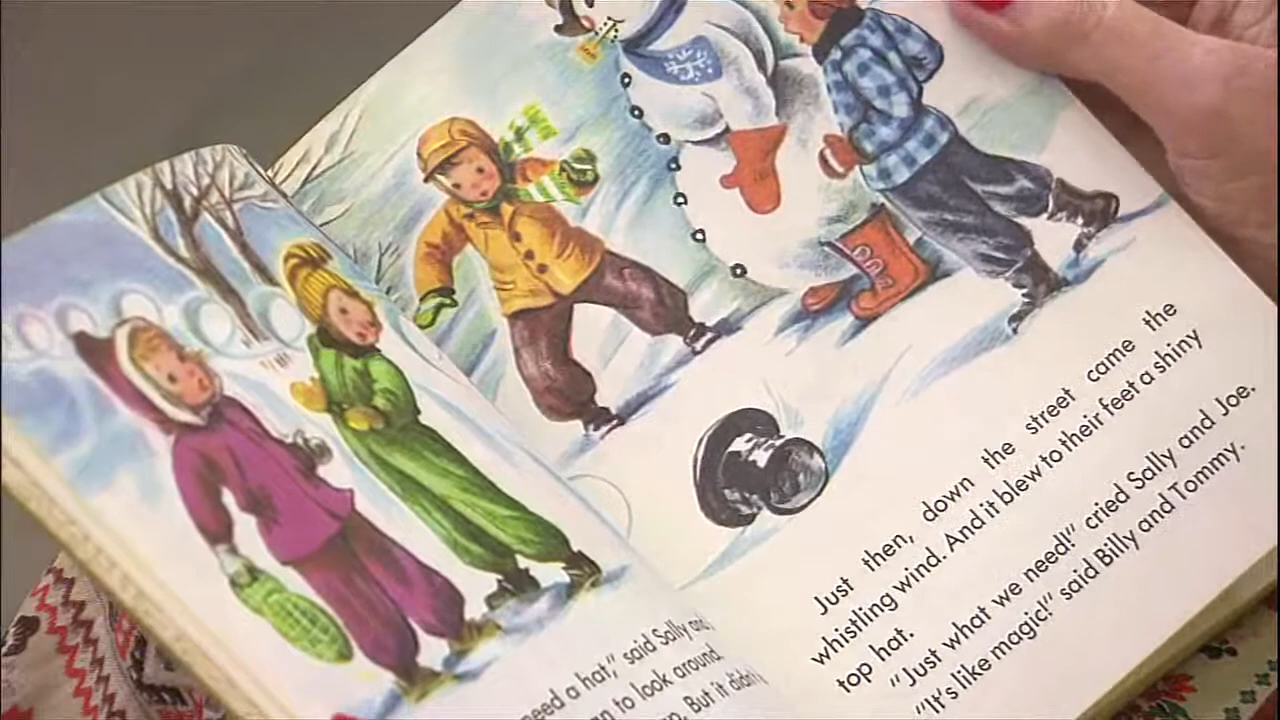 need a hat," said Sally and
to look around.
But it didn't
Just then, down the street came the
whistling wind. And it blew to their feet a shiny
top hat.
"Just what we need!" cried Sally and Joe.
"It's like magic!" said Billy and Tommy.